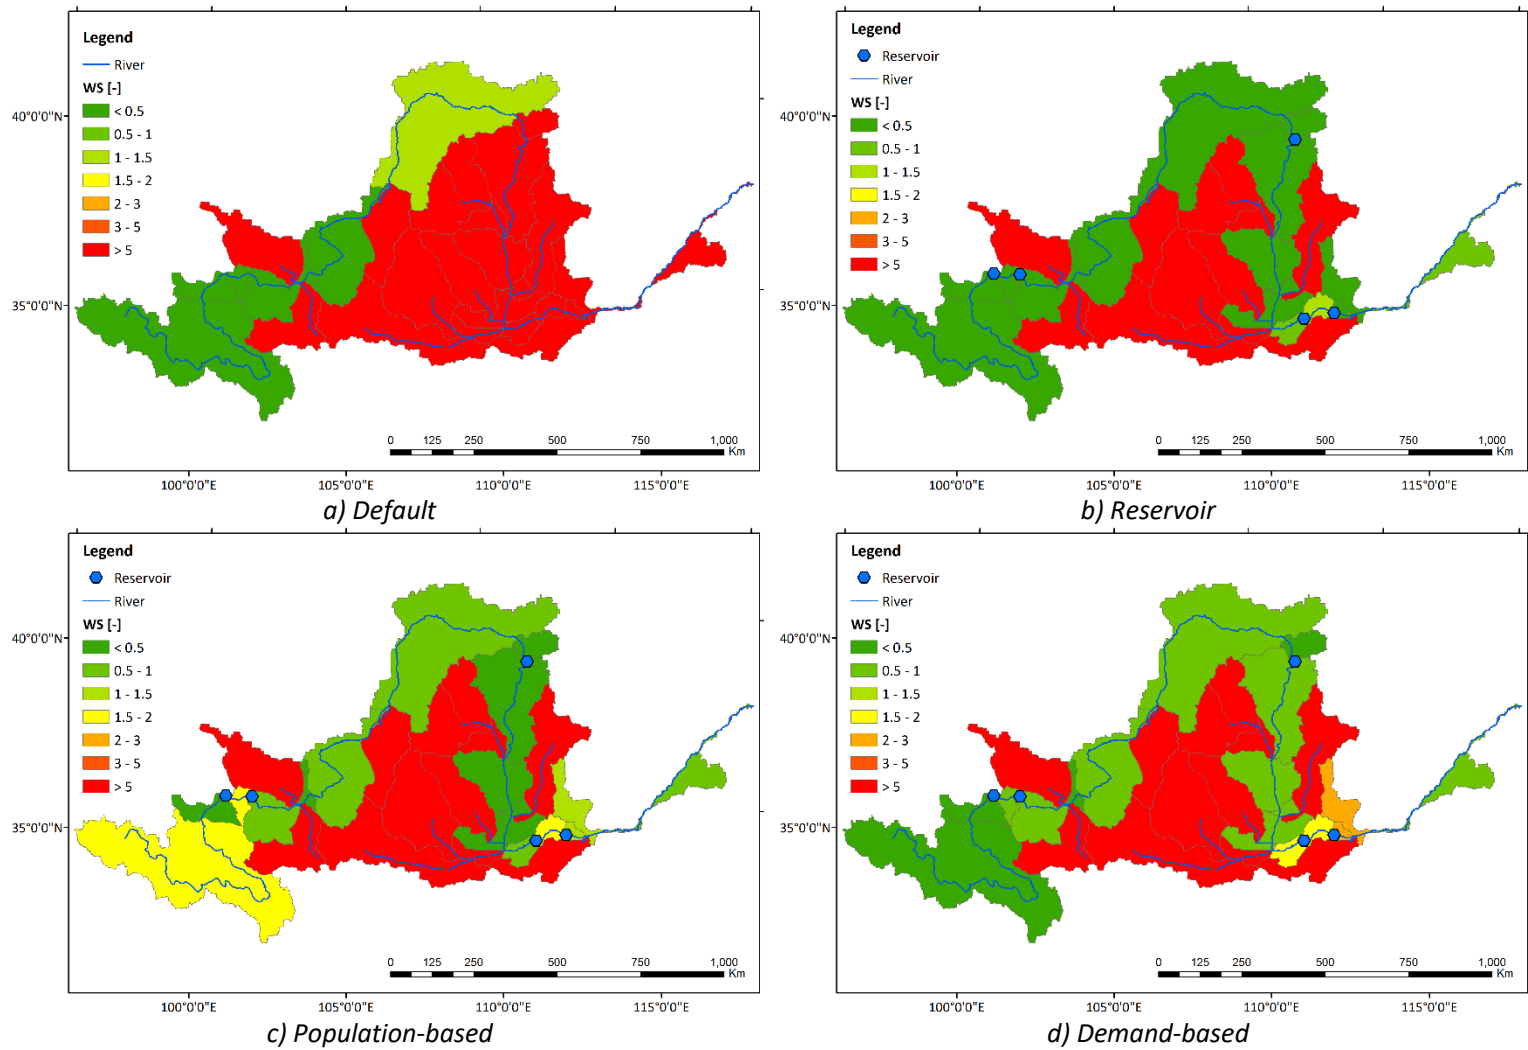 Legend
River
WS [-]
< 0.5
0.5 - 1
1 - 1.5
1.5 - 2
2 - 3
3 - 5
> 5
40°0'0"N
35°0'0"N
0 125 250 500 750 1,000
Km
100°0'0"E 105°0'0"E 110°0'0"E 115°0'0"E
a) Default
Legend
Reservoir
River
WS [-]
< 0.5
0.5 - 1
1 - 1.5
1.5 - 2
2 - 3
3 - 5
> 5
40°0'0"N
35°0'0"N
0 125 250 500 750 1,000
Km
100°0'0"E 105°0'0"E 110°0'0"E 115°0'0"E
b) Reservoir
Legend
Reservoir
River
WS [-]
< 0.5
0.5 - 1
1 - 1.5
1.5 - 2
2 - 3
3 - 5
> 5
40°0'0"N
35°0'0"N
0 125 250 500 750 1,000
Km
100°0'0"E 105°0'0"E 110°0'0"E 115°0'0"E
c) Population-based
Legend
Reservoir
River
WS [-]
< 0.5
0.5 - 1
1 - 1.5
1.5 - 2
2 - 3
3 - 5
> 5
40°0'0"N
35°0'0"N
0 125 250 500 750 1,000
Km
100°0'0"E 105°0'0"E 110°0'0"E 115°0'0"E
d) Demand-based